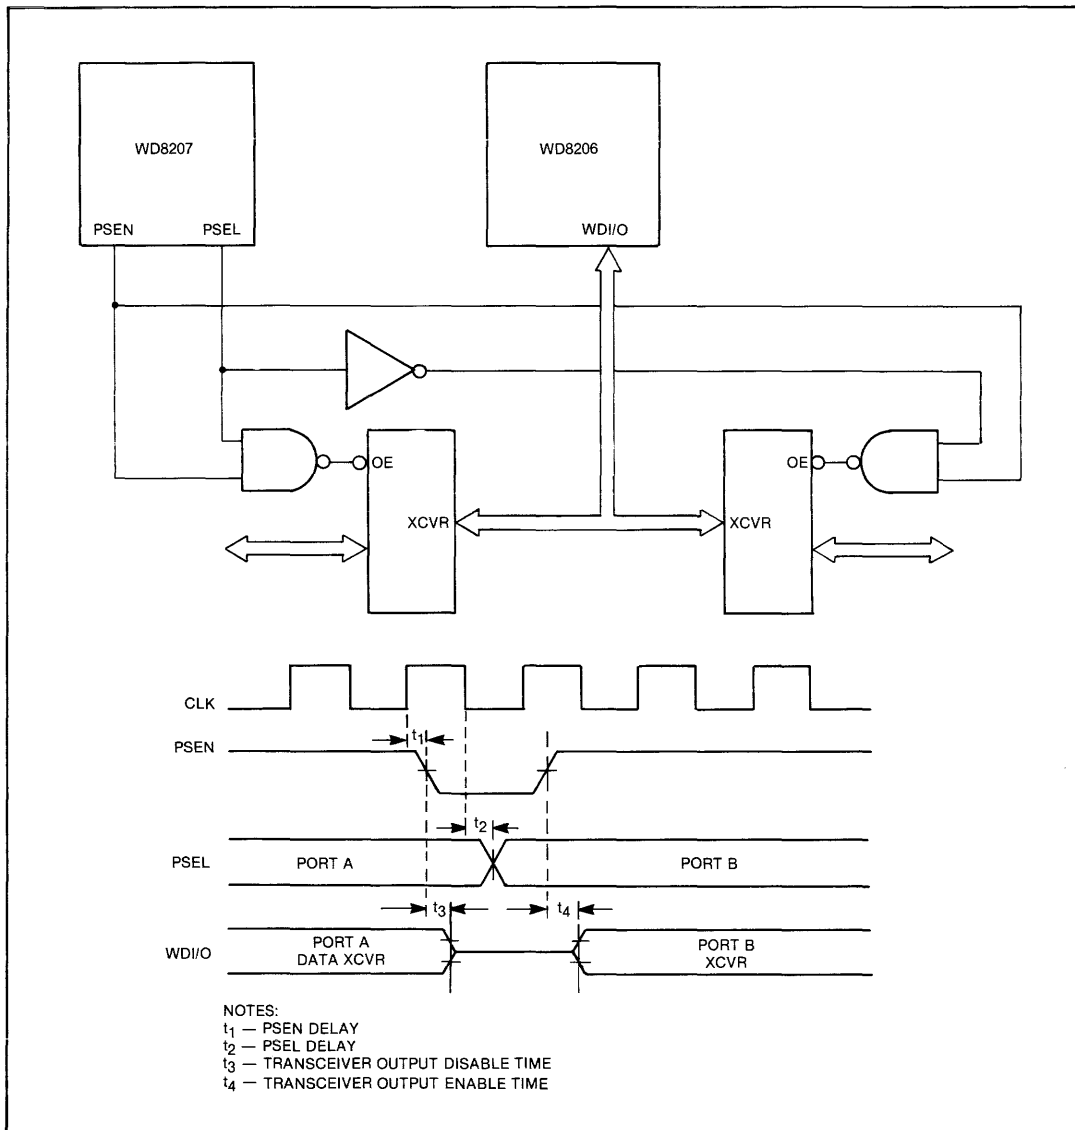 WD8207
PSEN PSEL
WD8206
WDI/O
OE
XCVR
OE
XCVR
CLK
PSEN
t1
PSEL
PORT A
t2
PORT B
WDI/O
PORT A
DATA XCVR
t3
t4
PORT B
XCVR
NOTES:
t1 — PSEN DELAY
t2 — PSEL DELAY
t3 — TRANSCEIVER OUTPUT DISABLE TIME
t4 — TRANSCEIVER OUTPUT ENABLE TIME